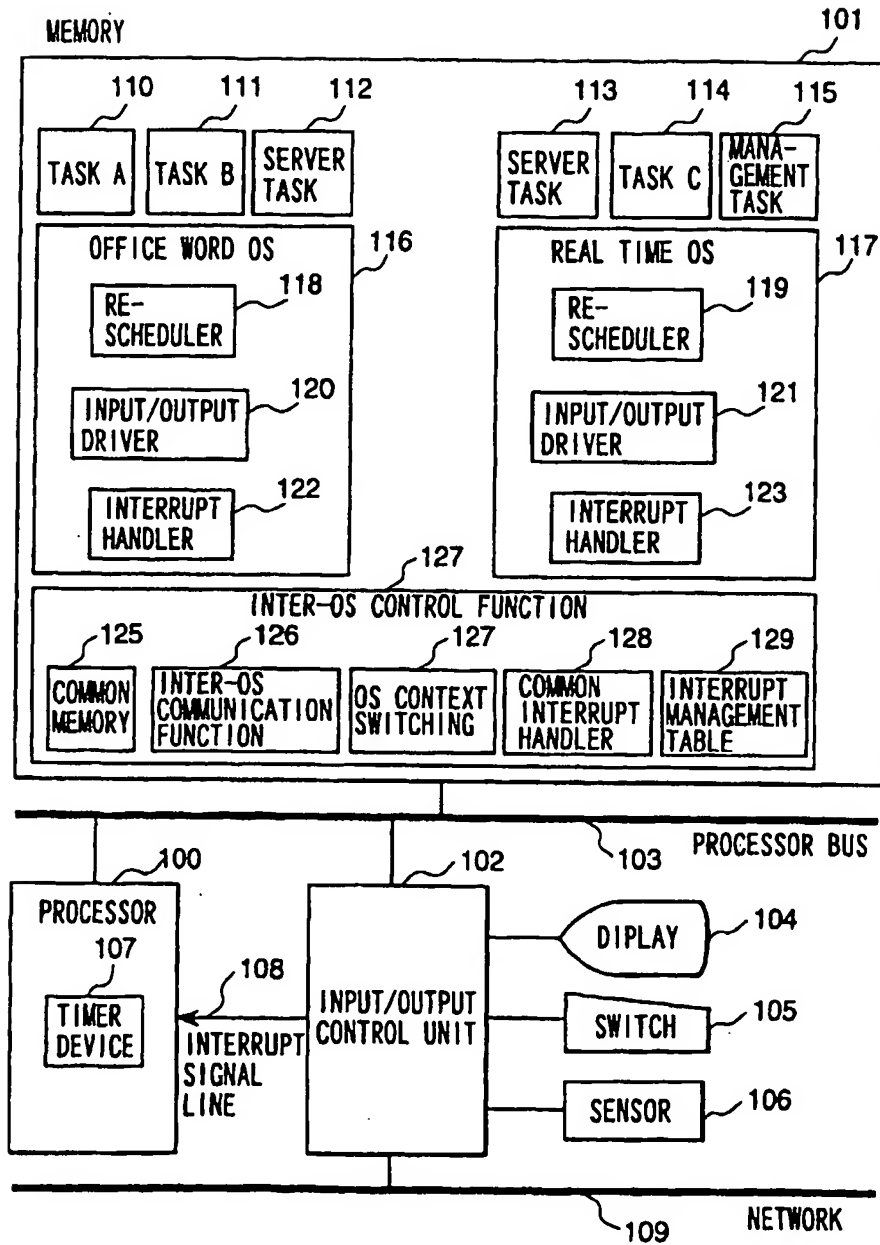 MEMORY
101
110
111
112
113
114
115
TASK A
TASK B
SERVER
TASK
SERVER
TASK
TASK C
MANA-
GEMENT
TASK
OFFICE WORD OS
116
118
RE-
SCHEDULER
120
INPUT/OUTPUT
DRIVER
122
INTERRUPT
HANDLER
REAL TIME OS
117
119
RE-
SCHEDULER
121
INPUT/OUTPUT
DRIVER
123
INTERRUPT
HANDLER
127
INTER-OS CONTROL FUNCTION
125
126
127
128
129
COMMON
MEMORY
INTER-OS
COMMUNICATION
FUNCTION
OS CONTEXT
SWITCHING
COMMON
INTERRUPT
HANDLER
INTERRUPT
MANAGEMENT
TABLE
103
PROCESSOR BUS
100
PROCESSOR
107
TIMER
DEVICE
108
INTERRUPT
SIGNAL
LINE
102
INPUT/OUTPUT
CONTROL UNIT
DIPLAY
104
SWITCH
105
SENSOR
106
109
NETWORK